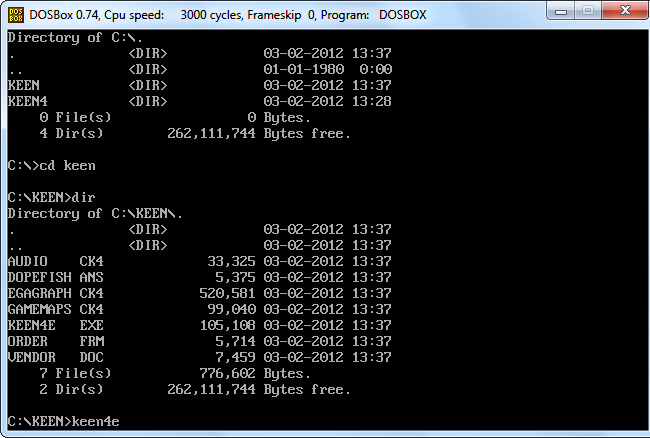 DOSBox 0.74, Cpu speed:    3000 cycles, Frameskip  0, Program:   DOSBOX
Directory of C:\.
.              <DIR>            03-02-2012 13:37
..             <DIR>            01-01-1980  0:00
KEEN           <DIR>            03-02-2012 13:37
KEEN4          <DIR>            03-02-2012 13:28
    0 File(s)                 0 Bytes.
    4 Dir(s)        262,111,744 Bytes free.
C:\>cd keen
C:\KEEN>dir
Directory of C:\KEEN\.
.              <DIR>            03-02-2012 13:37
..             <DIR>            03-02-2012 13:37
AUDIO    CK4             33,325 03-02-2012 13:37
DOPEFISH ANS              5,375 03-02-2012 13:37
EGAGRAPH CK4            520,581 03-02-2012 13:37
GAMEMAPS CK4             99,040 03-02-2012 13:37
KEEN4E   EXE            105,108 03-02-2012 13:37
ORDER    FRM              5,714 03-02-2012 13:37
VENDOR   DOC              7,459 03-02-2012 13:37
    7 File(s)           776,602 Bytes.
    2 Dir(s)        262,111,744 Bytes free.
C:\KEEN>keen4e